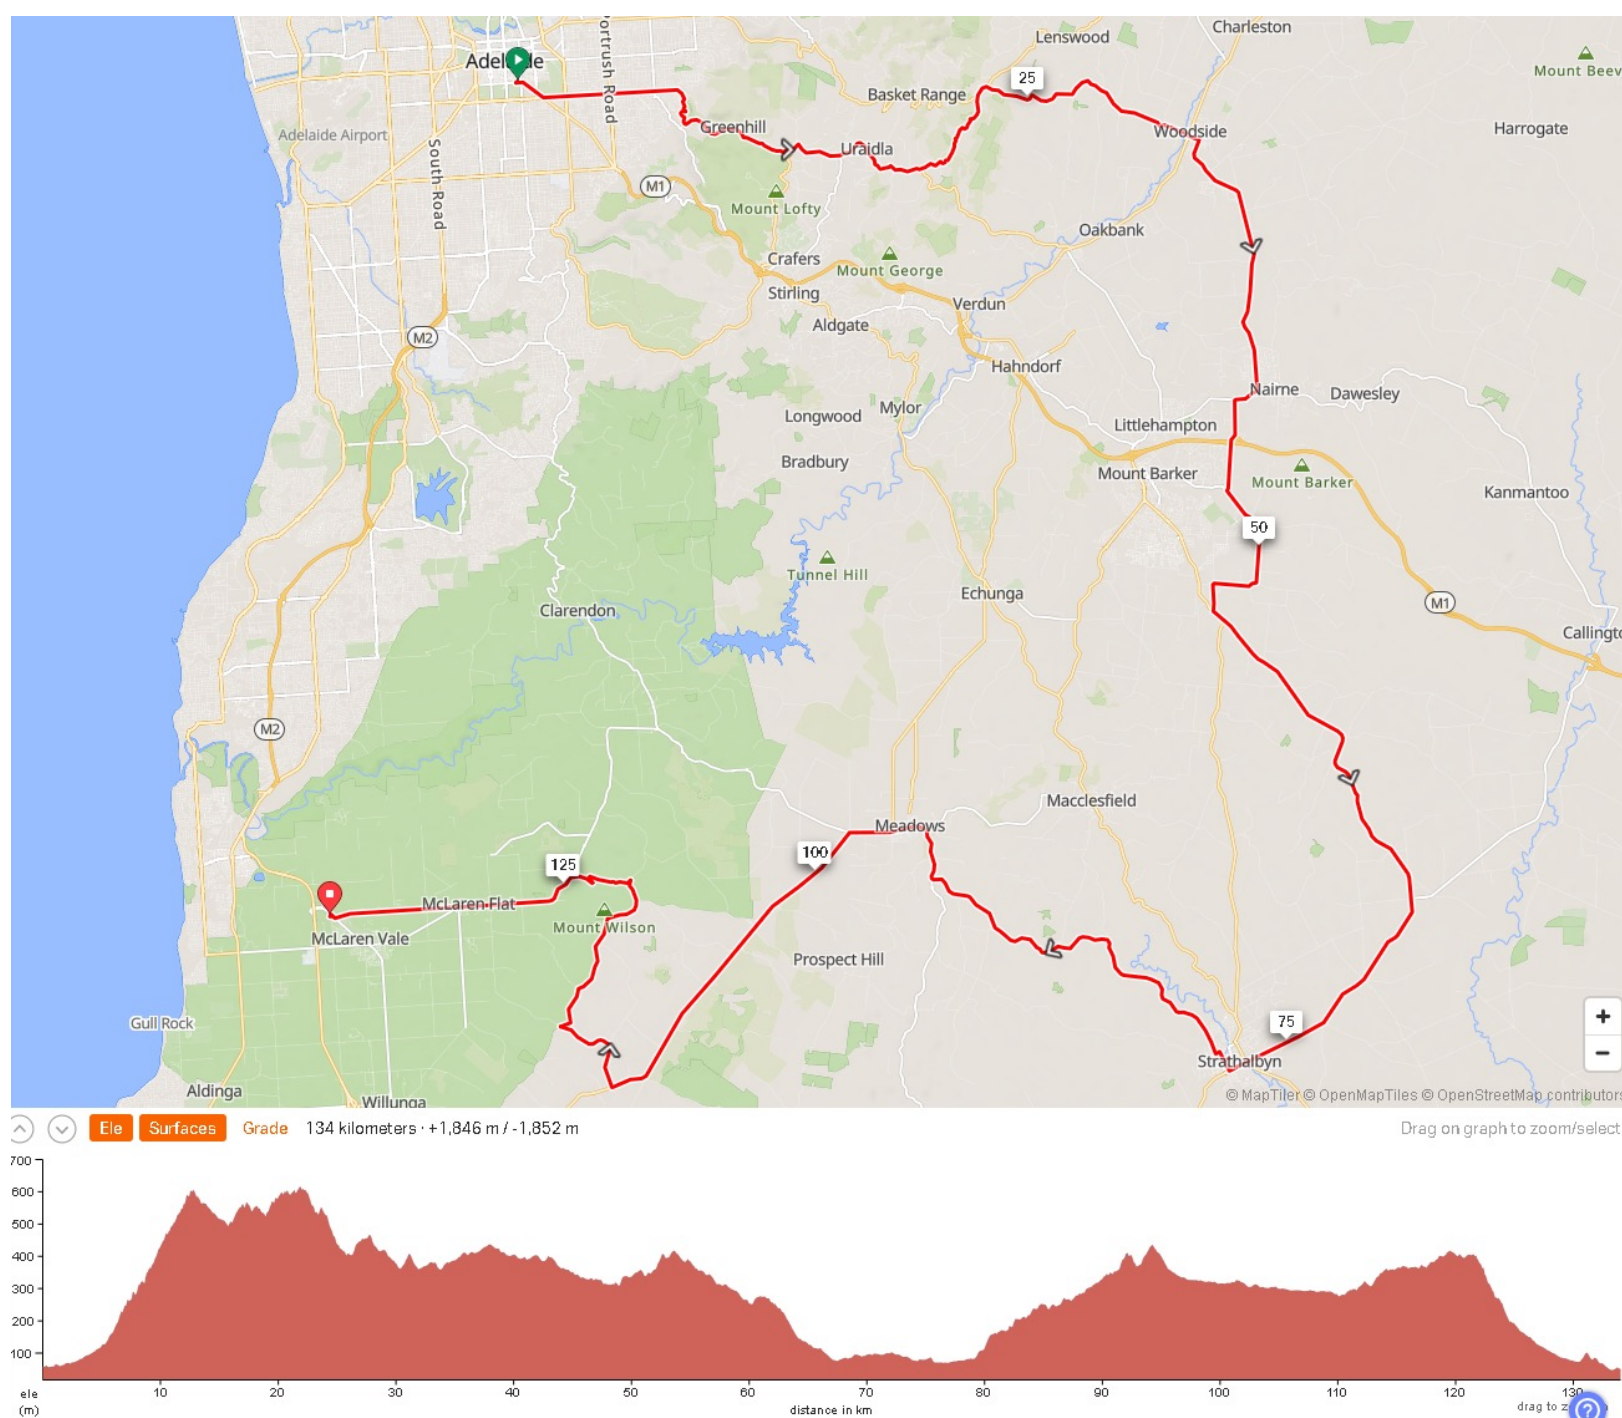 Charleston
Lenswood
Adelaide
Portrush Road
Mount Beev
25
Basket Range
Adelaide Airport
Greenhill
Woodside
Harrogate
Uraidla
South Road
M1
Mount Lofty
Oakbank
Crafers
Mount George
Stirling
Verdun
Aldgate
M2
Hahndorf
Nairne
Dawesley
Longwood
Mylor
Littlehampton
Bradbury
Mount Barker
Mount Barker
Kanmantoo
50
Tunnel Hill
Echunga
M1
Clarendon
Callingto
M2
Macclesfield
Meadows
100
125
McLaren Flat
Mount Wilson
McLaren Vale
Prospect Hill
Gull Rock
75
+
−
Strathalbyn
Aldinga
Willunga
© MapTiler © OpenMapTiles © OpenStreetMap contributors
Ele Surfaces Grade 134 kilometers · +1,846 m / -1,852 m Drag on graph to zoom/select
700
600
500
400
300
200
100
ele 10 20 30 40 50 60 70 80 90 100 110 120 130
(m) distance in km drag to z
?